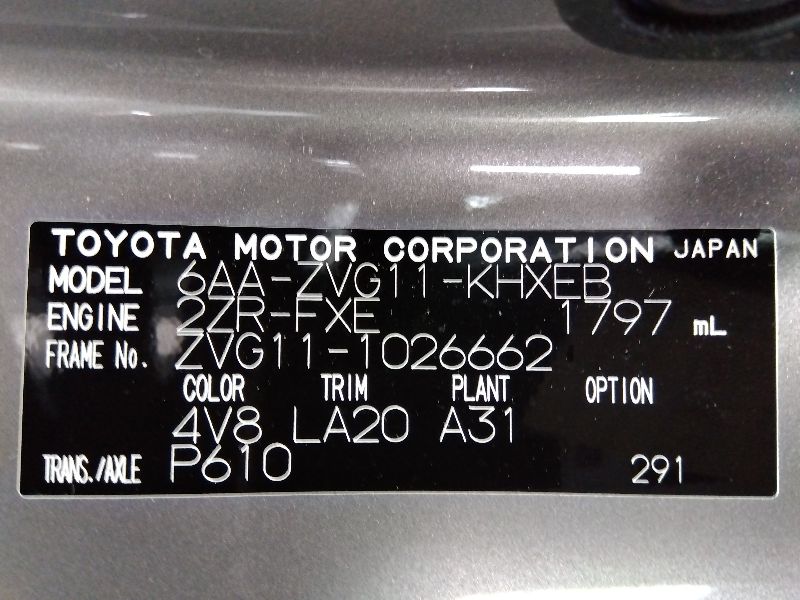 TOYOTA MOTOR CORPORATION JAPAN
MODEL 6AA-ZVG11-KHXEB
ENGINE 2ZR-FXE 1797 mL
FRAME No. ZVG11-1026662
COLOR TRIM PLANT OPTION
4V8 LA20 A31
TRANS./AXLE P610 291